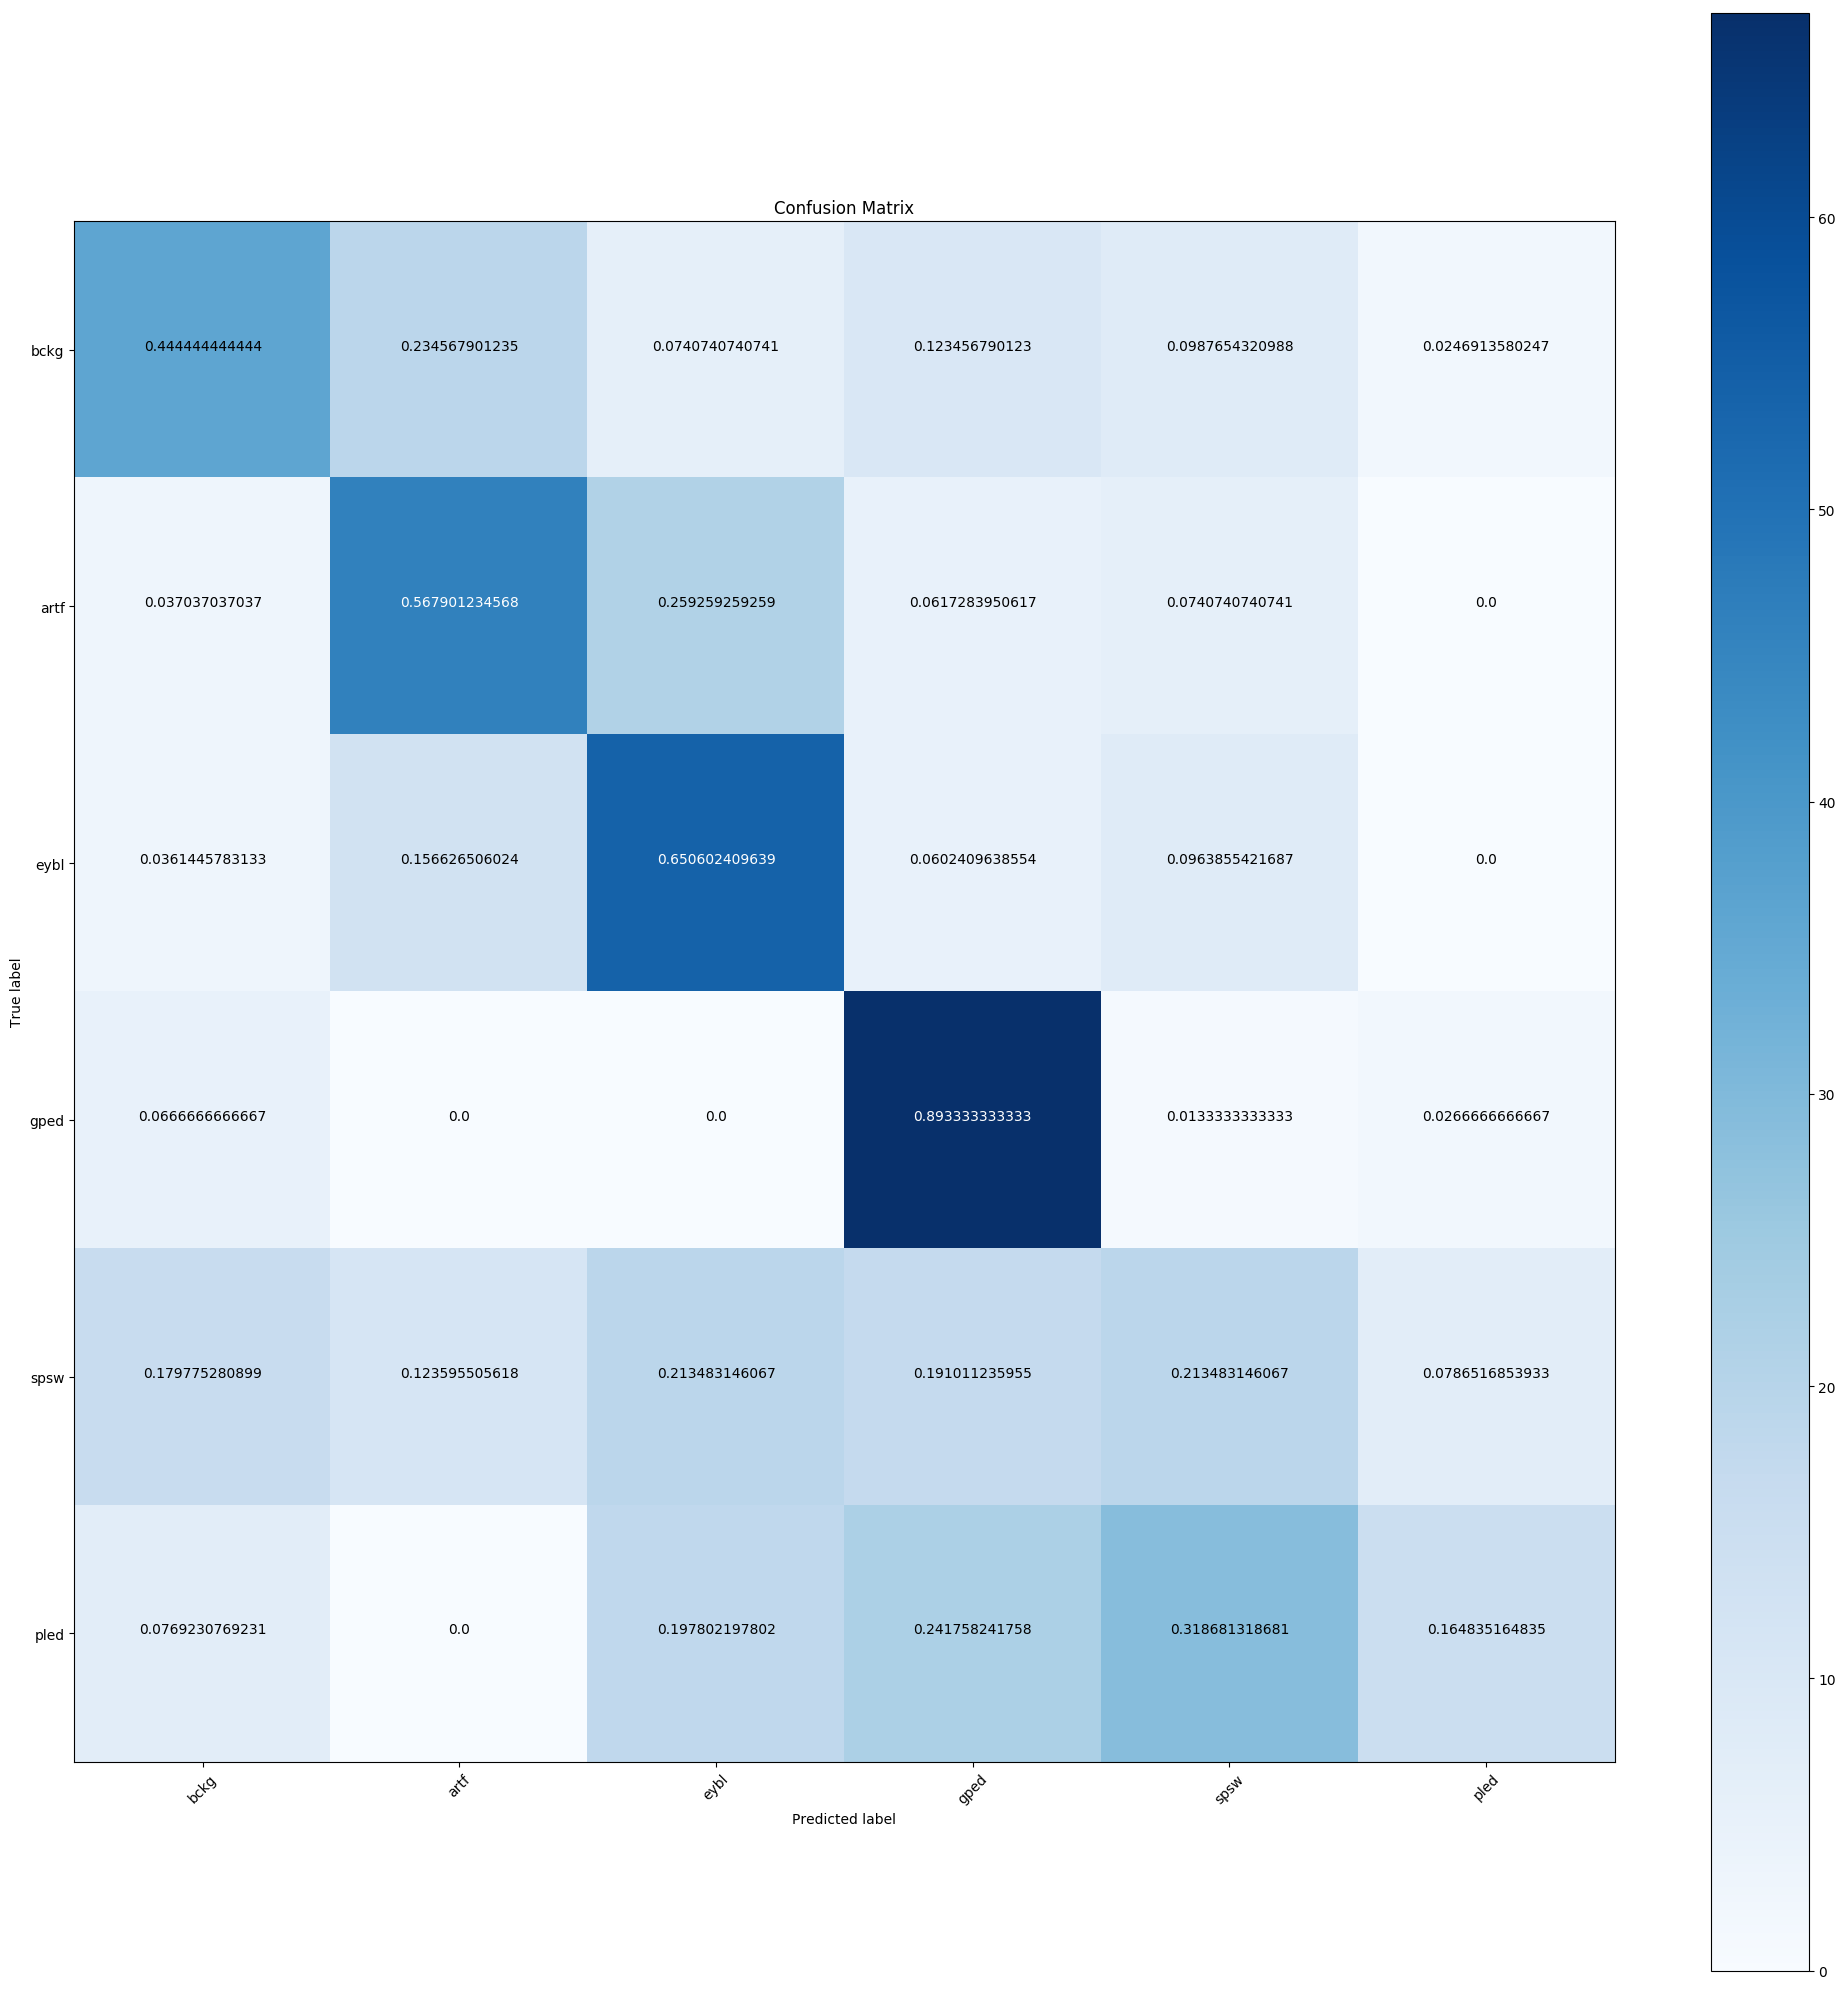 Confusion Matrix
bckg 0.444444444444 0.234567901235 0.0740740740741 0.123456790123 0.0987654320988 0.0246913580247
artf 0.037037037037 0.567901234568 0.259259259259 0.0617283950617 0.0740740740741 0.0
eybl 0.0361445783133 0.156626506024 0.650602409639 0.0602409638554 0.0963855421687 0.0
gped 0.0666666666667 0.0 0.0 0.893333333333 0.0133333333333 0.0266666666667
spsw 0.179775280899 0.123595505618 0.213483146067 0.191011235955 0.213483146067 0.0786516853933
pled 0.0769230769231 0.0 0.197802197802 0.241758241758 0.318681318681 0.164835164835
bckg artf eybl gped spsw pled
Predicted label
True label
60
50
40
30
20
10
0